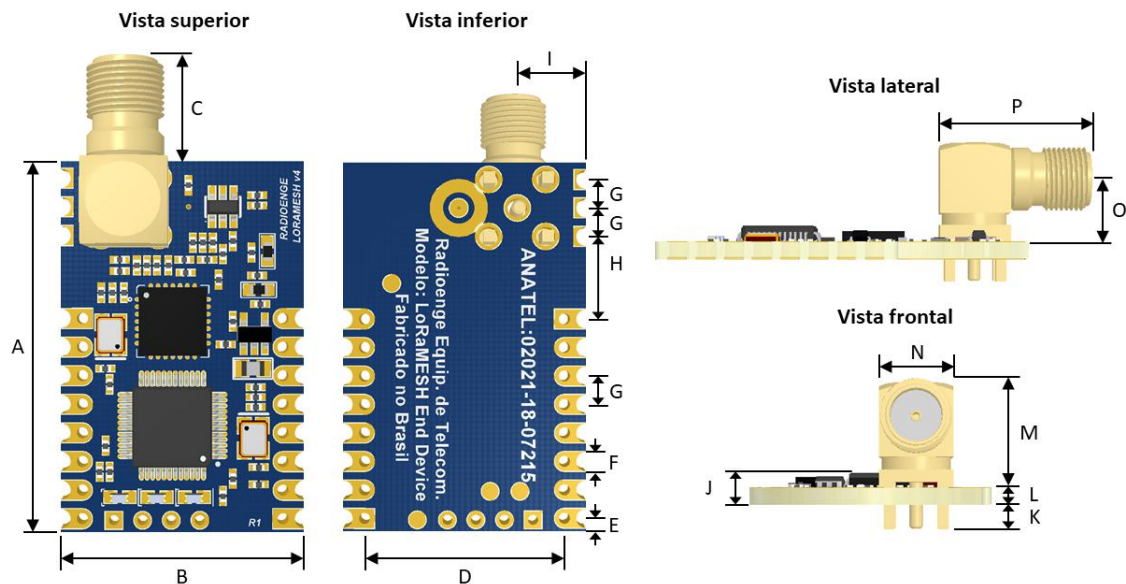 Vista superior
Vista inferior
Vista lateral
Vista frontal
RADIOENGE
LORAMESH v4
R1
ANATEL:02021-18-07215
Radioenge Equip. de Telecom.
Modelo: LoRaMESH End Device
Fabricado no Brasil
A
B
C
D
E
F
G
G
G
H
I
J
K
L
M
N
O
P